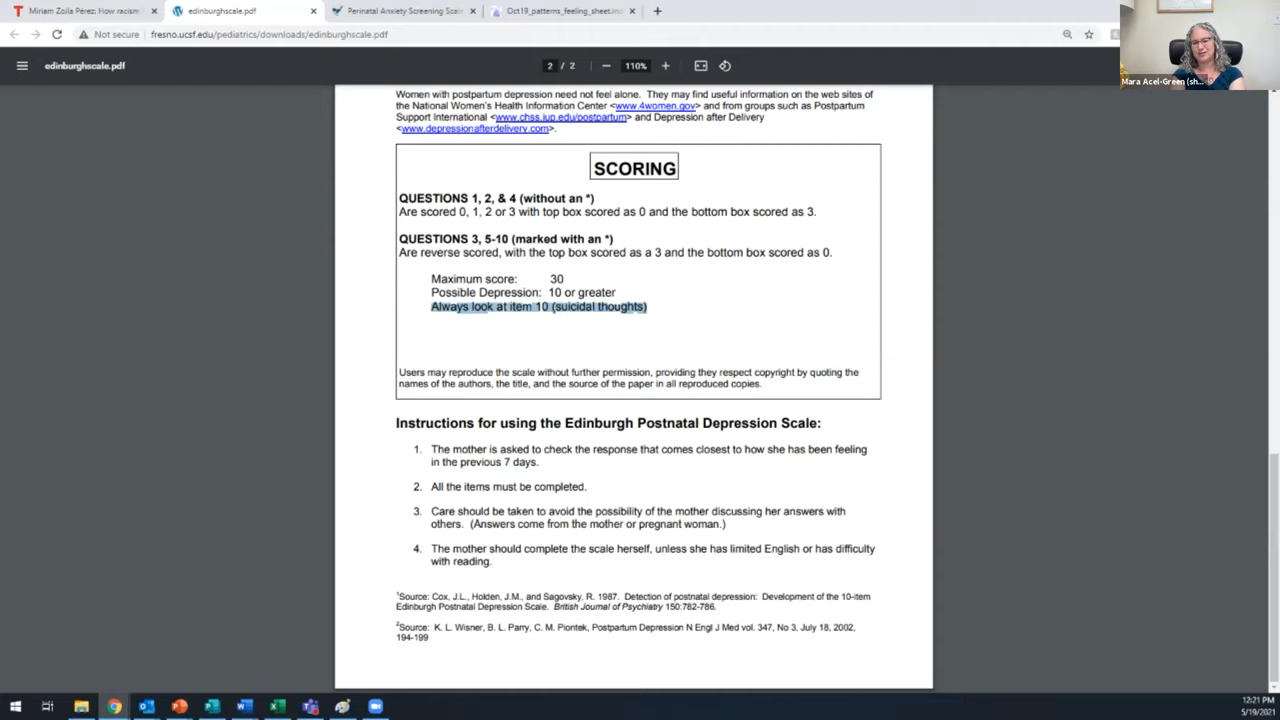 Miriam Zoila Pérez: How racism
edinburghscale.pdf
Perinatal Anxiety Screening Scale
Oct19_patterns_feeling_sheet.ind
Not secure
fresno.ucsf.edu/pediatrics/downloads/edinburghscale.pdf
Mara Acel-Green (sh...
edinburghscale.pdf
2 / 2
110%
Women with postpartum depression need not feel alone. They may find useful information on the web sites of
the National Women's Health Information Center <www.4women.gov> and from groups such as Postpartum
Support International <www.chss.iup.edu/postpartum> and Depression after Delivery
<www.depressionafterdelivery.com>.
SCORING
QUESTIONS 1, 2, & 4 (without an *)
Are scored 0, 1, 2 or 3 with top box scored as 0 and the bottom box scored as 3.
QUESTIONS 3, 5-10 (marked with an *)
Are reverse scored, with the top box scored as a 3 and the bottom box scored as 0.
Maximum score: 30
Possible Depression: 10 or greater
Always look at item 10 (suicidal thoughts)
Users may reproduce the scale without further permission, providing they respect copyright by quoting the
names of the authors, the title, and the source of the paper in all reproduced copies.
Instructions for using the Edinburgh Postnatal Depression Scale:
1. The mother is asked to check the response that comes closest to how she has been feeling
in the previous 7 days.
2. All the items must be completed.
3. Care should be taken to avoid the possibility of the mother discussing her answers with
others. (Answers come from the mother or pregnant woman.)
4. The mother should complete the scale herself, unless she has limited English or has difficulty
with reading.
1Source: Cox, J.L., Holden, J.M., and Sagovsky, R. 1987. Detection of postnatal depression: Development of the 10-item
Edinburgh Postnatal Depression Scale. British Journal of Psychiatry 150:782-786.
2Source: K. L. Wisner, B. L. Parry, C. M. Piontek, Postpartum Depression N Engl J Med vol. 347, No 3, July 18, 2002,
194-199
12:21 PM
5/19/2021